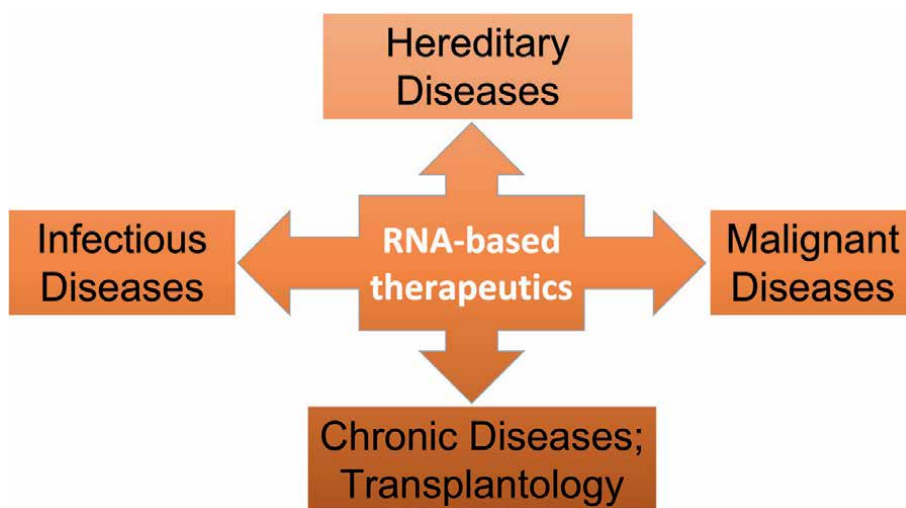 Hereditary
Diseases
Infectious
Diseases
RNA-based
therapeutics
Malignant
Diseases
Chronic Diseases;
Transplantology